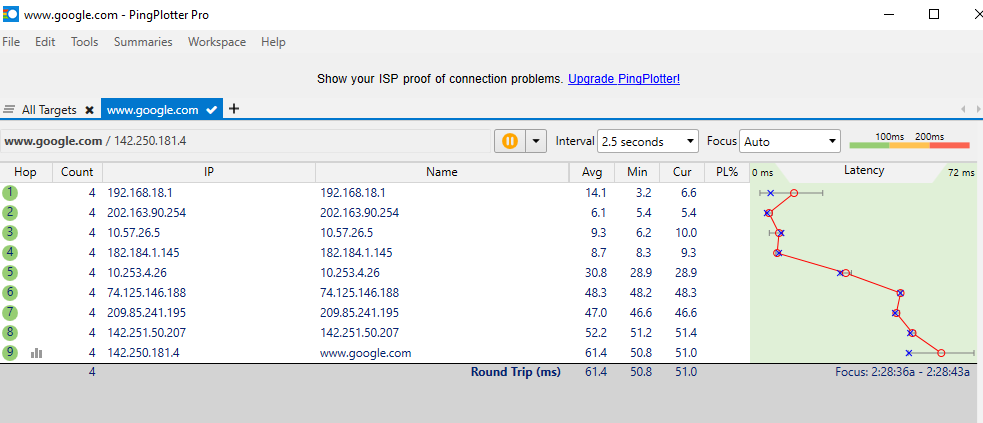 www.google.com - PingPlotter Pro
File Edit Tools Summaries Workspace Help
Show your ISP proof of connection problems. Upgrade PingPlotter!
All Targets www.google.com
www.google.com / 142.250.181.4 Interval 2.5 seconds Focus Auto 100ms 200ms
Hop Count IP Name Avg Min Cur PL% 0 ms Latency 72 ms
1 4 192.168.18.1 192.168.18.1 14.1 3.2 6.6
2 4 202.163.90.254 202.163.90.254 6.1 5.4 5.4
3 4 10.57.26.5 10.57.26.5 9.3 6.2 10.0
4 4 182.184.1.145 182.184.1.145 8.7 8.3 9.3
5 4 10.253.4.26 10.253.4.26 30.8 28.9 28.9
6 4 74.125.146.188 74.125.146.188 48.3 48.2 48.3
7 4 209.85.241.195 209.85.241.195 47.0 46.6 46.6
8 4 142.251.50.207 142.251.50.207 52.2 51.2 51.4
9 4 142.250.181.4 www.google.com 61.4 50.8 51.0
4 Round Trip (ms) 61.4 50.8 51.0 Focus: 2:28:36a - 2:28:43a